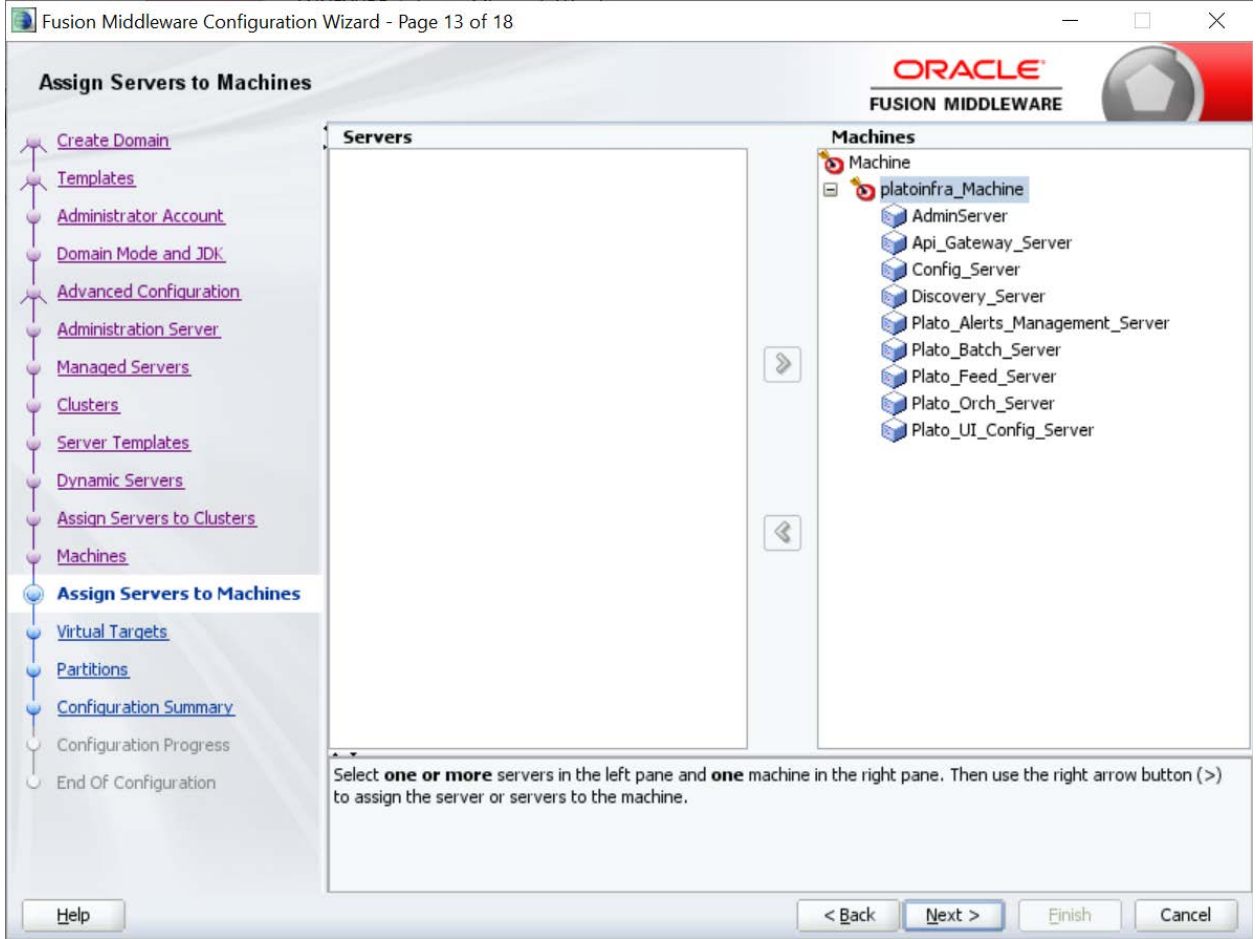 Fusion Middleware Configuration Wizard - Page 13 of 18
Assign Servers to Machines
ORACLE
FUSION MIDDLEWARE
Create Domain
Templates
Administrator Account
Domain Mode and JDK
Advanced Configuration
Administration Server
Managed Servers
Clusters
Server Templates
Dynamic Servers
Assign Servers to Clusters
Machines
Assign Servers to Machines
Virtual Targets
Partitions
Configuration Summary
Configuration Progress
End Of Configuration
Servers
Machines
Machine
platoinfra_Machine
AdminServer
Api_Gateway_Server
Config_Server
Discovery_Server
Plato_Alerts_Management_Server
Plato_Batch_Server
Plato_Feed_Server
Plato_Orch_Server
Plato_UI_Config_Server
Select one or more servers in the left pane and one machine in the right pane. Then use the right arrow button (>)
to assign the server or servers to the machine.
Help
< Back
Next >
Finish
Cancel